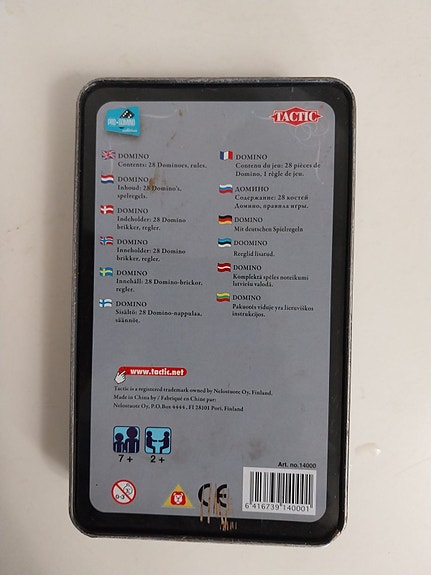 PRO-DOMINO
TACTIC
DOMINO
Contents: 28 Dominoes, rules.
DOMINO
Inhoud: 28 Domino's,
spelregels.
DOMINO
Indeholder: 28 Domino
brikker, regler.
DOMINO
Inneholder: 28 Domino
brikker, regler.
DOMINO
Innehåll: 28 Domino-brickor,
regler.
DOMINO
Sisältö: 28 Domino-nappulaa,
säännöt.
DOMINO
Contenu du jeu: 28 pièces de
Domino, 1 règle de jeu.
ДОМИНО
Содержание: 28 костей
Домино, правила игры.
DOMINO
Mit deutschen Spielregeln
DOOMINO
Reeglid lisatud.
DOMINO
Komplektā spēles noteikumi
latviešu valodā.
DOMINO
Pakuotės viduje yra lietuviškos
instrukcijos.
www.tactic.net
Tactic is a registered trademark owned by Nelostuote Oy, Finland.
Made in China by / Fabriqué en Chine par:
Nelostuote Oy, P.O.Box 4444, FI 28101 Pori, Finland
7 +
2 +
0-3
CE
Art. no.14000
6 416739 140001